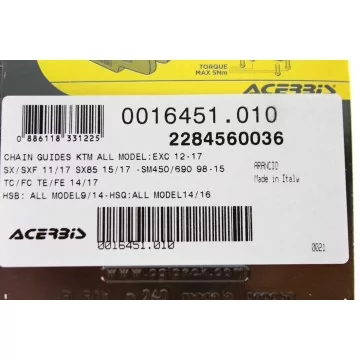 TORQUE
MAX 5Nm
ACERBIS
0016451.010
0 886118 331225
2284560036
CHAIN GUIDES KTM ALL MODEL:EXC 12-17
SX/SXF 11/17 SX85 15/17 -SM450/690 98-15
TC/FC TE/FE 14/17
HSB: ALL MODEL9/14-HSQ:ALL MODEL14/16
ARANCIO
Made in Italy
ACERBIS
0016451.010
0021